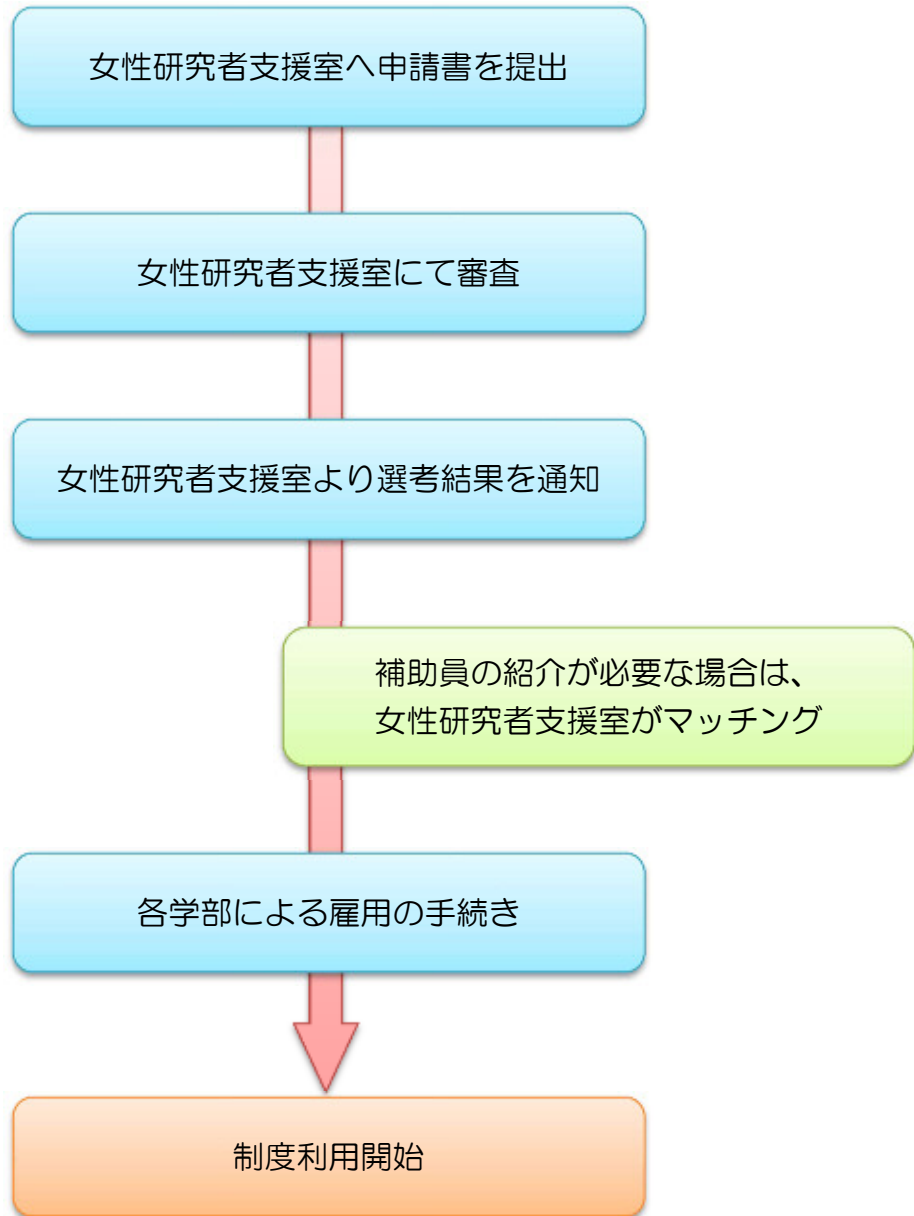 女性研究者支援室へ申請書を提出
女性研究者支援室にて審査
女性研究者支援室より選考結果を通知
補助員の紹介が必要な場合は、
女性研究者支援室がマッチング
各学部による雇用の手続き
制度利用開始